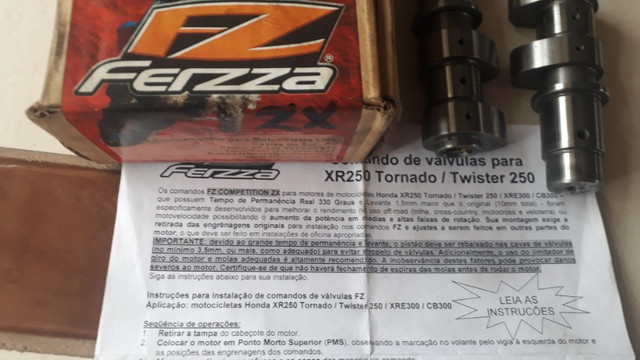 FZ
Ferzza
ZX
Ferzza
Comando de válvulas para
XR250 Tornado / Twister 250
Os comandos FZ COMPETITION ZX para motores de motocicletas Honda XR250 Tornado / Twister 250 / XRE300 / CB300
que possuem Tempo de Permanência Real 330 Graus e Levante 1,8mm maior que o original (10mm total) - foram
especificamente desenvolvidos para melhorar o rendimento no uso off-road (trilha, cross-country, motocross e velocross) ou
motovelocidade possibilitando o aumento da potência em médias e altas faixas de rotação. Sua montagem exige a
retirada das engrenagens originais para instalação nos comandos FZ e ajustes a serem feitos em outras partes do
motor, o que deve ser feito em instalações de oficina apropriada.
IMPORTANTE: devido ao grande tempo de permanência e levante, o pistão deve ser rebaixado nas cavas de válvulas
(no mínimo 3,5mm, ou mais, como adequado) para evitar atropelo de válvulas. Adicionalmente, o uso do limitador de
giro do motor e molas adequadas é altamente recomendado. A inobservância destes fatores, pode provocar danos
severos ao motor. Certifique-se de que não haverá fechamento de espiras das molas antes de rodar o motor.
Siga as instruções abaixo para sua instalação.
Instruções para instalação de comandos de válvulas FZ
Aplicação: motocicletas Honda XR250 Tornado / Twister 250 / XRE300 / CB300
LEIA AS
INSTRUÇÕES
Seqüência de operações:
1. Retirar a tampa do cabeçote do motor.
2. Colocar o motor em Ponto Morto Superior (PMS), observando a marcação no volante pelo vigia à esquerda do motor e
as posições das engrenagens dos comandos.